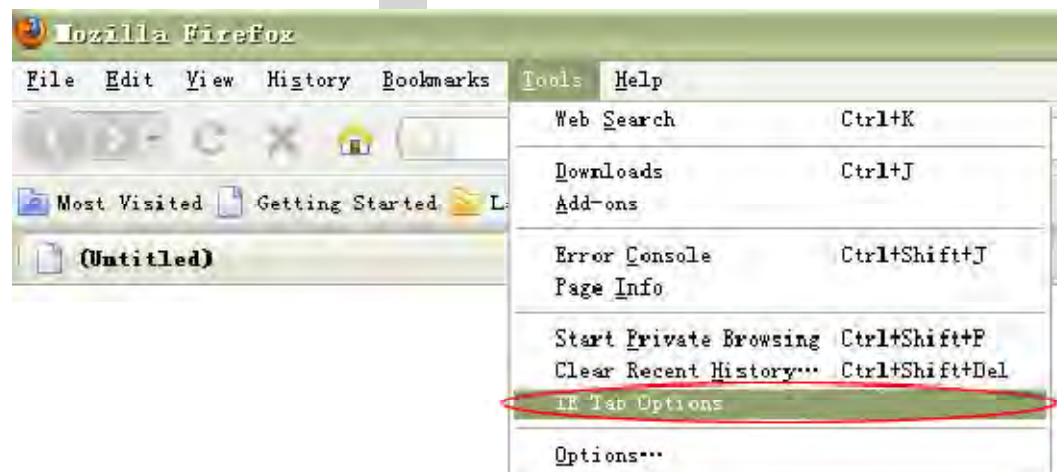 Mozilla Firefox
File Edit View History Bookmarks Tools Help
Web Search Ctrl+K
Downloads Ctrl+J
Add-ons
Most Visited Getting Started L
(Untitled)
Error Console Ctrl+Shift+J
Page Info
Start Private Browsing Ctrl+Shift+P
Clear Recent History... Ctrl+Shift+Del
IE Tab Options
Options...